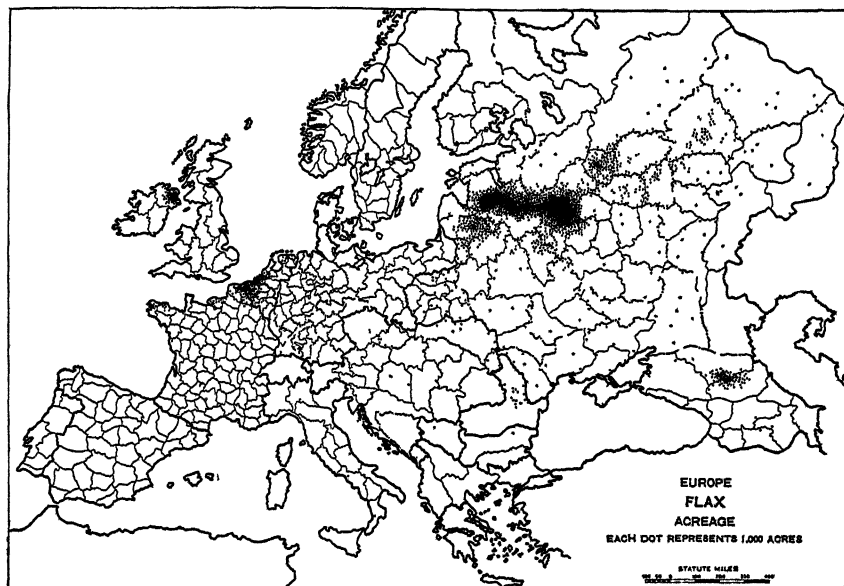 EUROPE
FLAX
ACREAGE
EACH DOT REPRESENTS 1,000 ACRES
STATUTE MILES